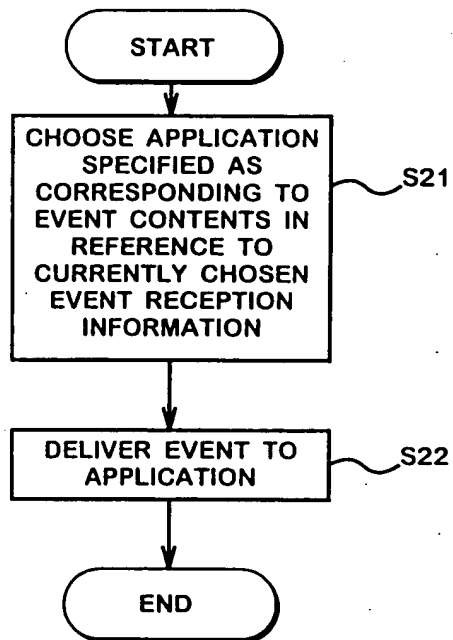 START
CHOOSE APPLICATION
SPECIFIED AS
CORRESPONDING TO
EVENT CONTENTS IN
REFERENCE TO
CURRENTLY CHOSEN
EVENT RECEPTION
INFORMATION
S21
DELIVER EVENT TO
APPLICATION
S22
END